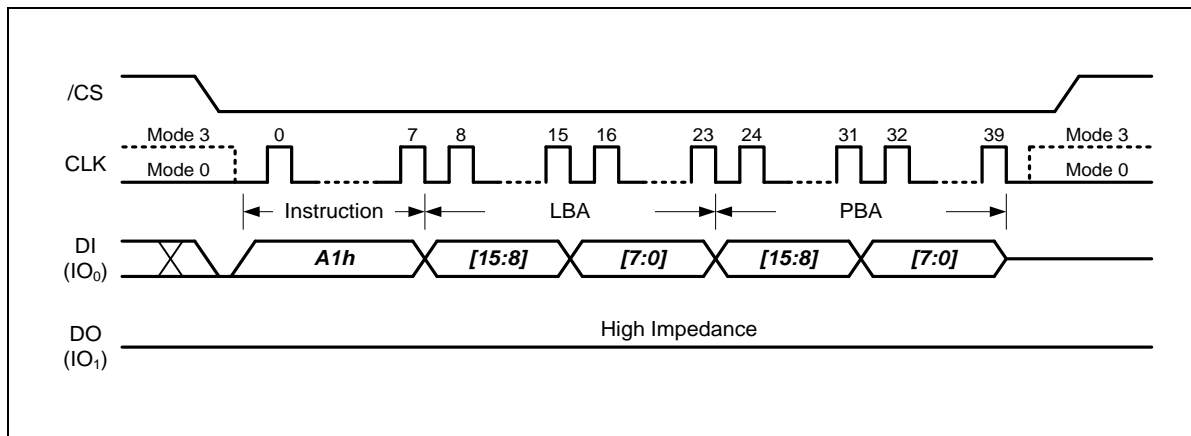 /CS
Mode 3 0 7 8 15 16 23 24 31 32 39 Mode 3
CLK
Mode 0 Mode 0
Instruction LBA PBA
DI
(IO₀)
A1h [15:8] [7:0] [15:8] [7:0]
DO
(IO₁)
High Impedance